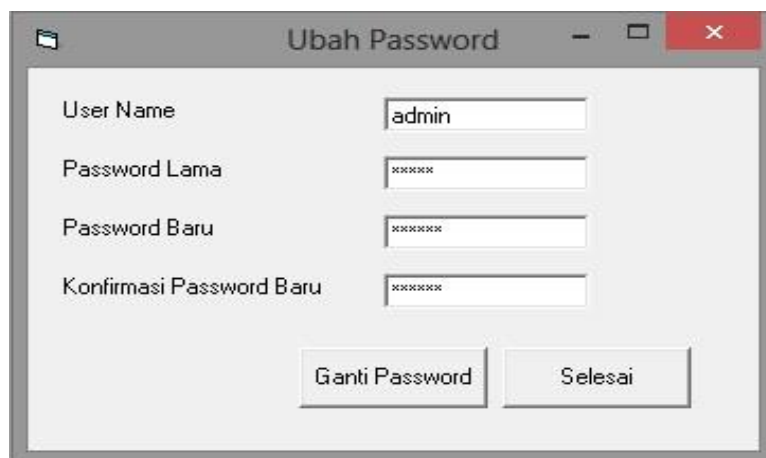 Ubah Password
User Name
admin
Password Lama
*****
Password Baru
******
Konfirmasi Password Baru
******
Ganti Password
Selesai